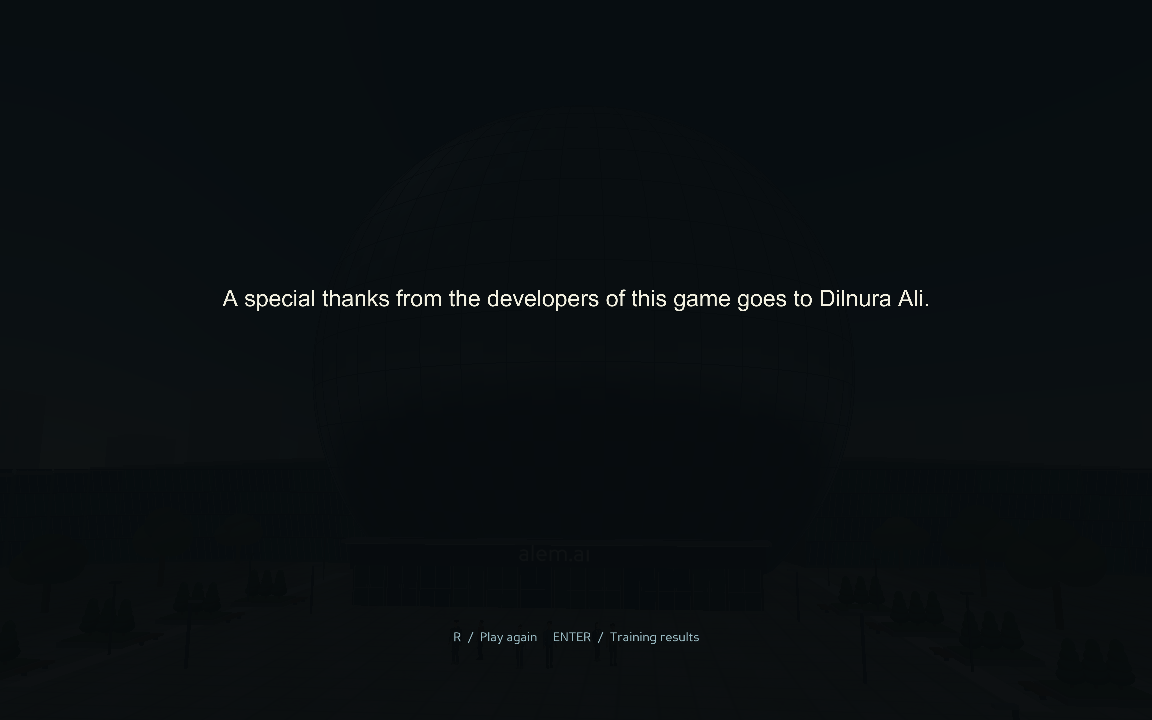 A special thanks from the developers of this game goes to Dilnura Ali.
alem.ai
R / Play again ENTER / Training results